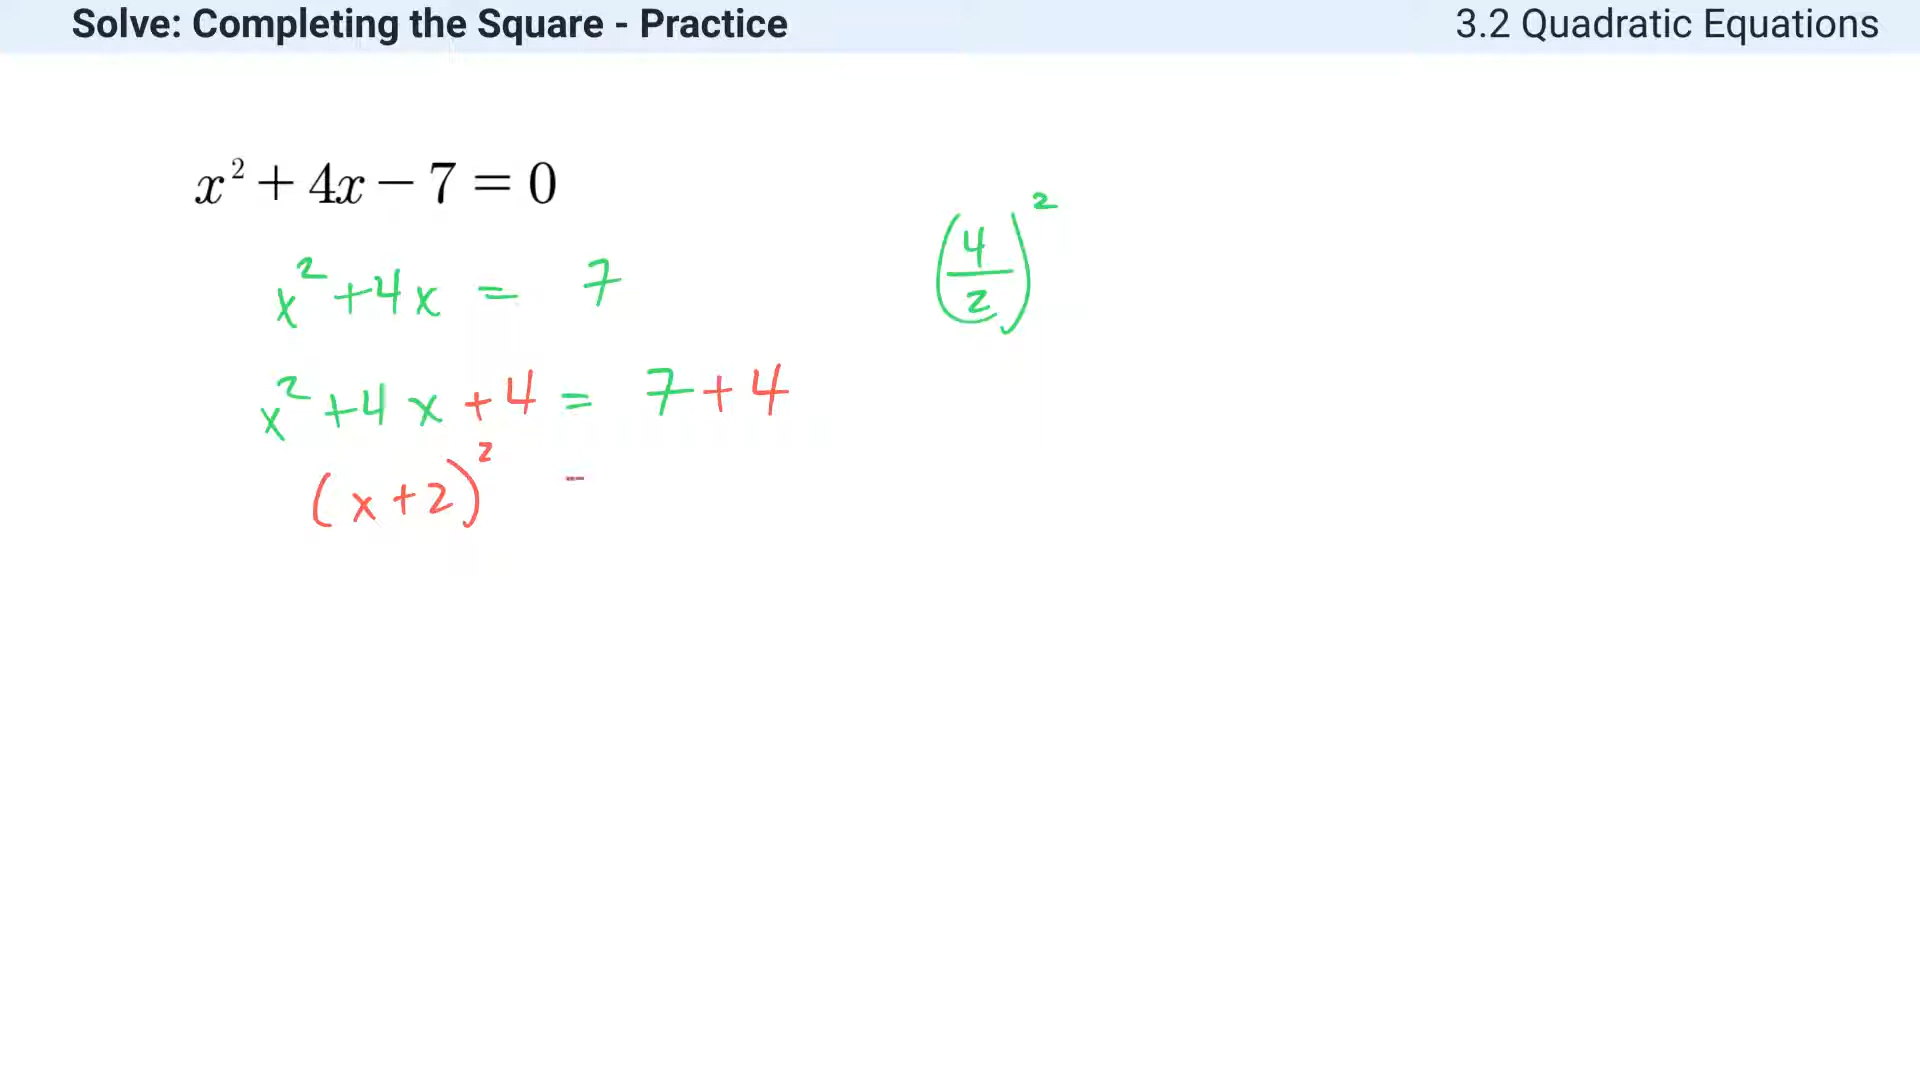 Solve: Completing the Square - Practice
3.2 Quadratic Equations
x² + 4x − 7 = 0
x² + 4x = 7
(4/2)²
x² + 4x + 4 = 7 + 4
(x + 2)² -